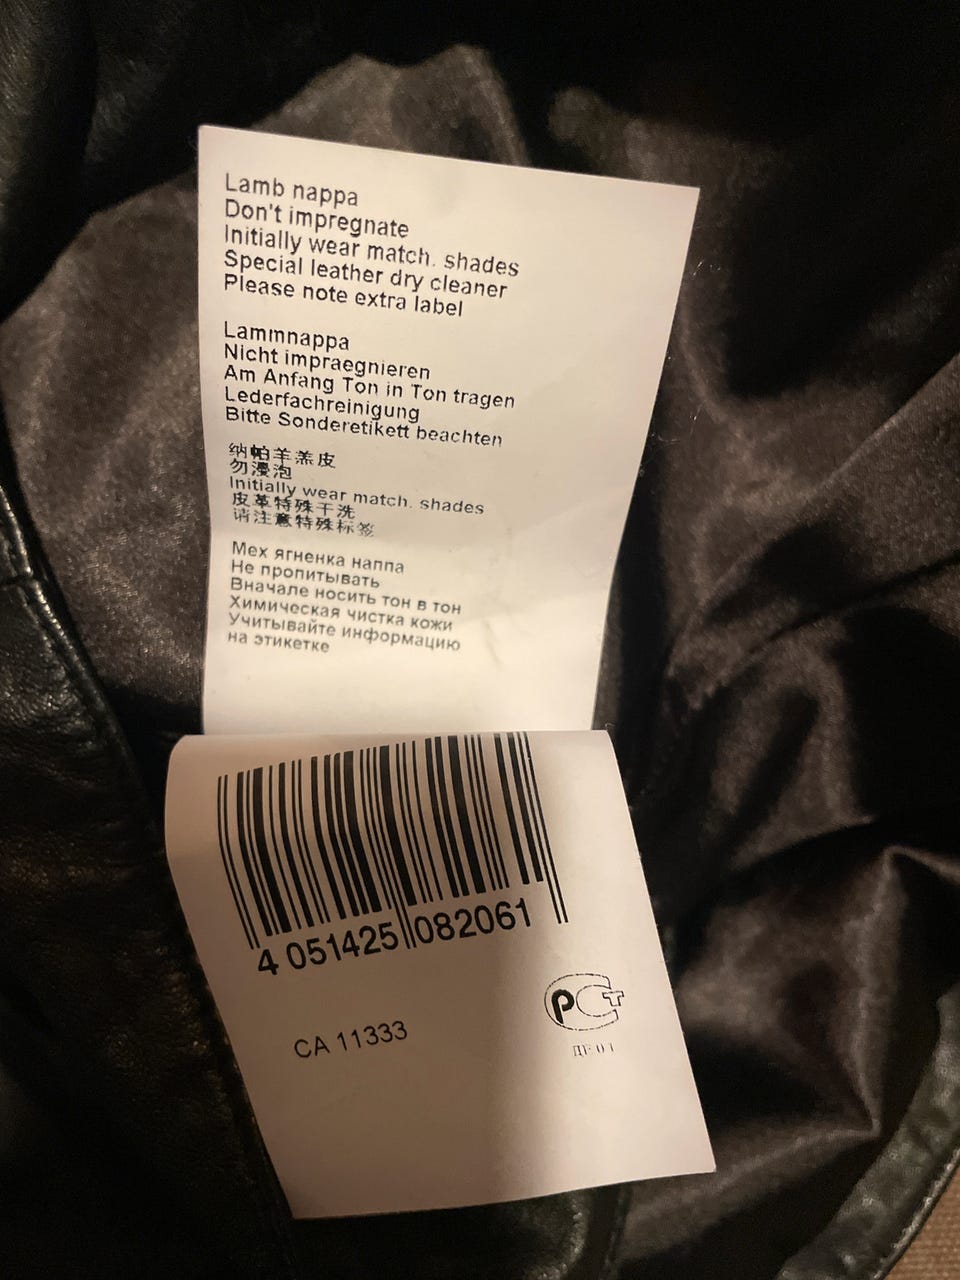 Lamb nappa
Don't impregnate
Initially wear match. shades
Special leather dry cleaner
Please note extra label
Lammnappa
Nicht impraegnieren
Am Anfang Ton in Ton tragen
Lederfachreinigung
Bitte Sonderetikett beachten
纳帕羊羔皮
勿浸泡
Initially wear match. shades
皮革特殊干洗
请注意特殊标签
Мех ягненка наппа
Не пропитывать
Вначале носить тон в тон
Химическая чистка кожи
Учитывайте информацию
на этикетке
4 051425 082061
РСТ
CA 11333